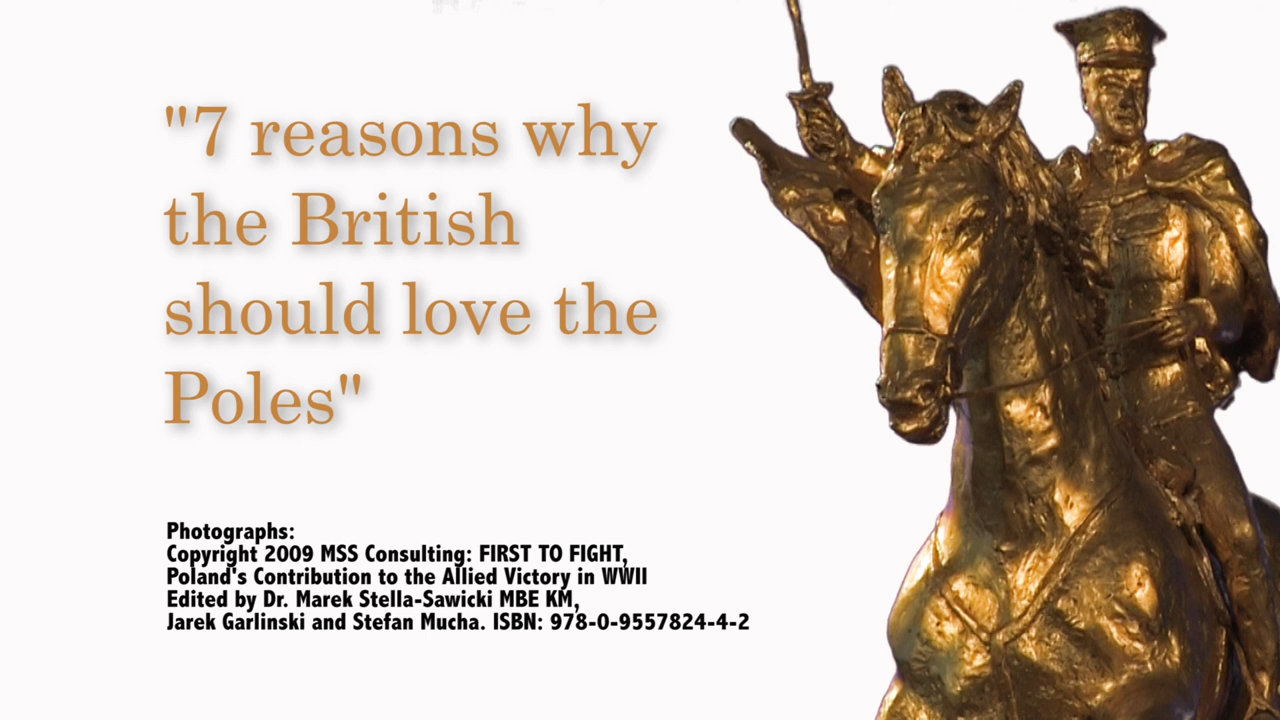 "7 reasons why
the British
should love the
Poles"
Photographs:
Copyright 2009 MSS Consulting: FIRST TO FIGHT,
Poland's Contribution to the Allied Victory in WWII
Edited by Dr. Marek Stella-Sawicki MBE KM,
Jarek Garlinski and Stefan Mucha. ISBN: 978-0-9557824-4-2